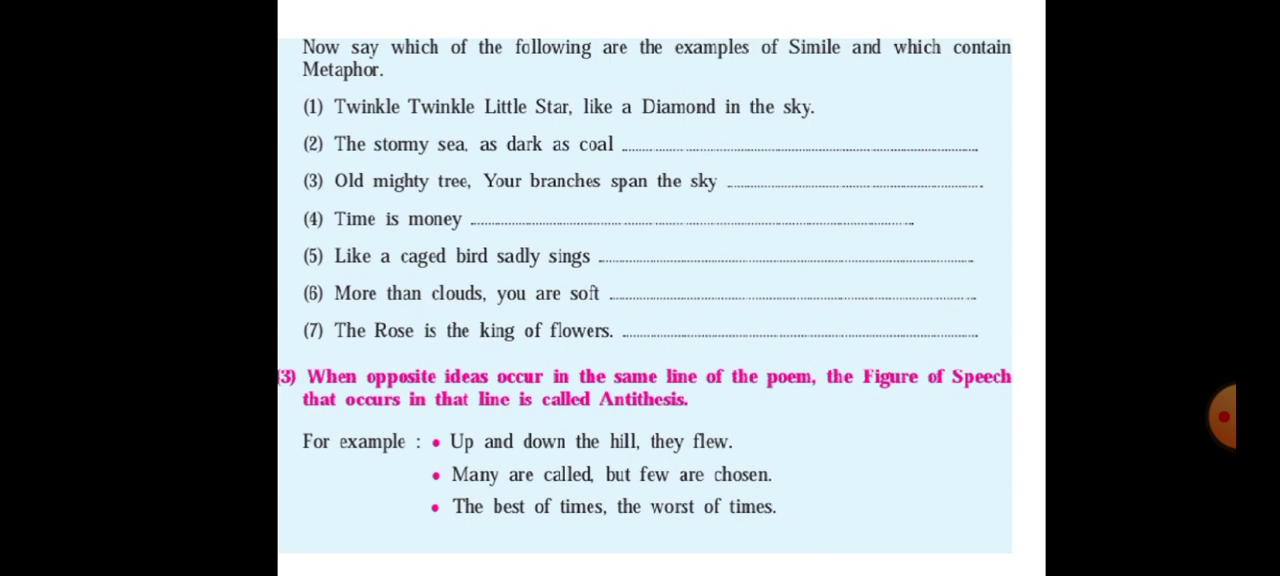 Now say which of the following are the examples of Simile and which contain
Metaphor.
(1) Twinkle Twinkle Little Star, like a Diamond in the sky.
(2) The stormy sea, as dark as coal
(3) Old mighty tree, Your branches span the sky
(4) Time is money
(5) Like a caged bird sadly sings
(6) More than clouds, you are soft
(7) The Rose is the king of flowers.
(3) When opposite ideas occur in the same line of the poem, the Figure of Speech
that occurs in that line is called Antithesis.
For example : • Up and down the hill, they flew.
• Many are called, but few are chosen.
• The best of times, the worst of times.